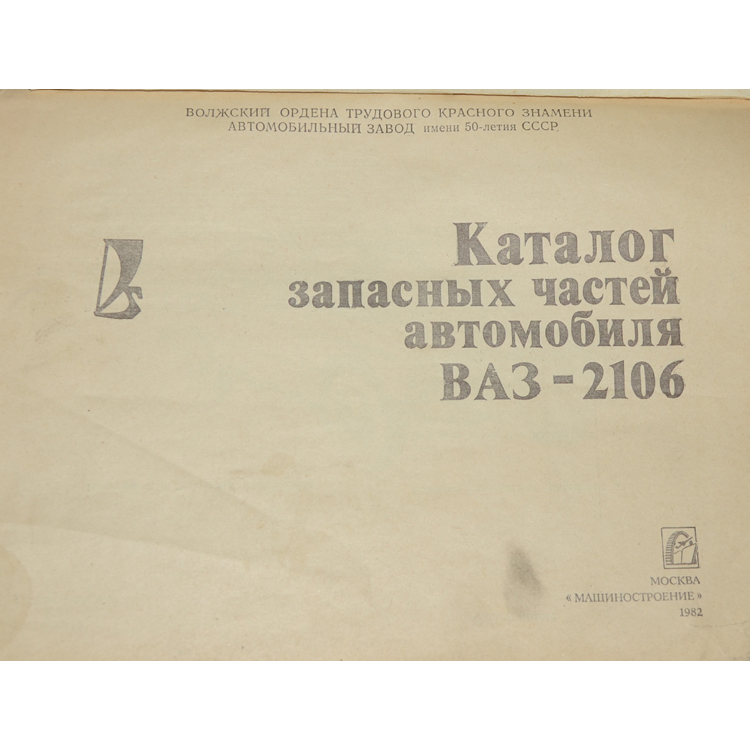 ВОЛЖСКИЙ ОРДЕНА ТРУДОВОГО КРАСНОГО ЗНАМЕНИ
АВТОМОБИЛЬНЫЙ ЗАВОД имени 50-летия СССР
Каталог
запасных частей
автомобиля
ВАЗ-2106
МОСКВА
«МАШИНОСТРОЕНИЕ»
1982